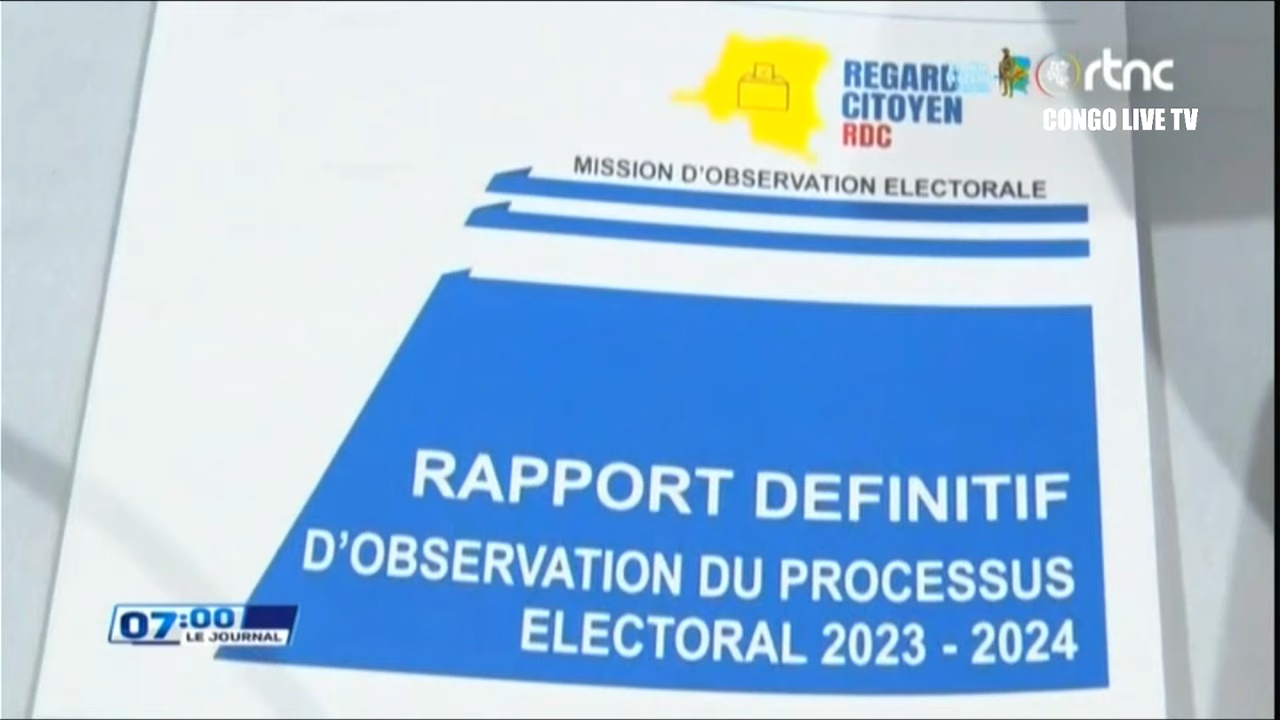 REGARD
CITOYEN
RDC
rtnc
CONGO LIVE TV
MISSION D'OBSERVATION ELECTORALE
RAPPORT DEFINITIF
D'OBSERVATION DU PROCESSUS
ELECTORAL 2023 - 2024
07:00
LE JOURNAL